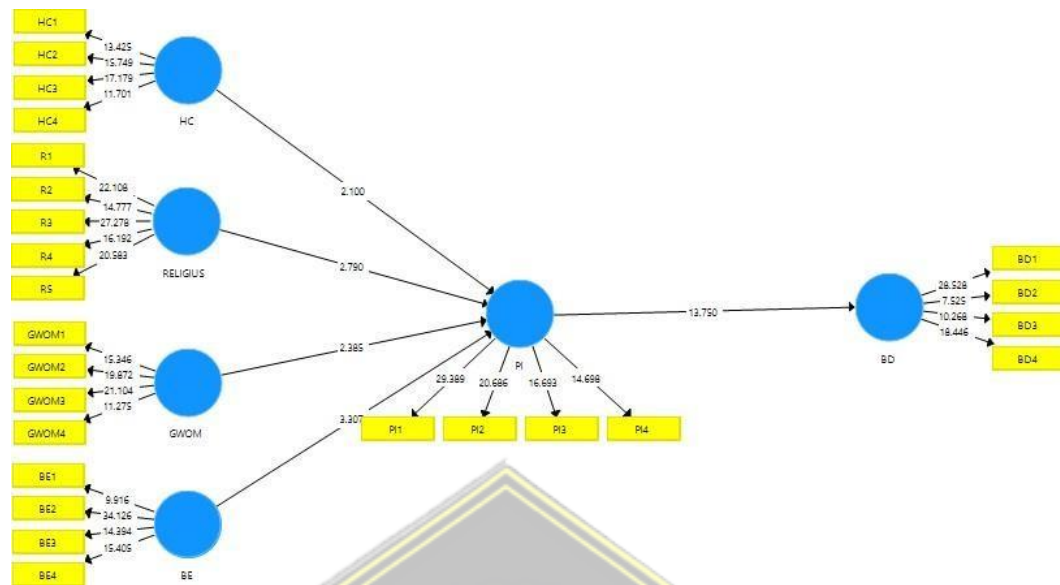 HC1
HC2
HC3
HC4
13.425
15.749
17.179
11.701
HC
R1
R2
R3
R4
R5
22.108
14.777
27.278
16.192
20.583
RELIGIUS
GWOM1
GWOM2
GWOM3
GWOM4
15.346
19.872
21.104
11.275
GWOM
BE1
BE2
BE3
BE4
9.916
34.126
14.394
15.405
BE
2.100
2.790
2.385
3.307
PI
29.389
20.686
16.693
14.698
PI1
PI2
PI3
PI4
13.750
BD
28.528
7.525
10.268
18.446
BD1
BD2
BD3
BD4